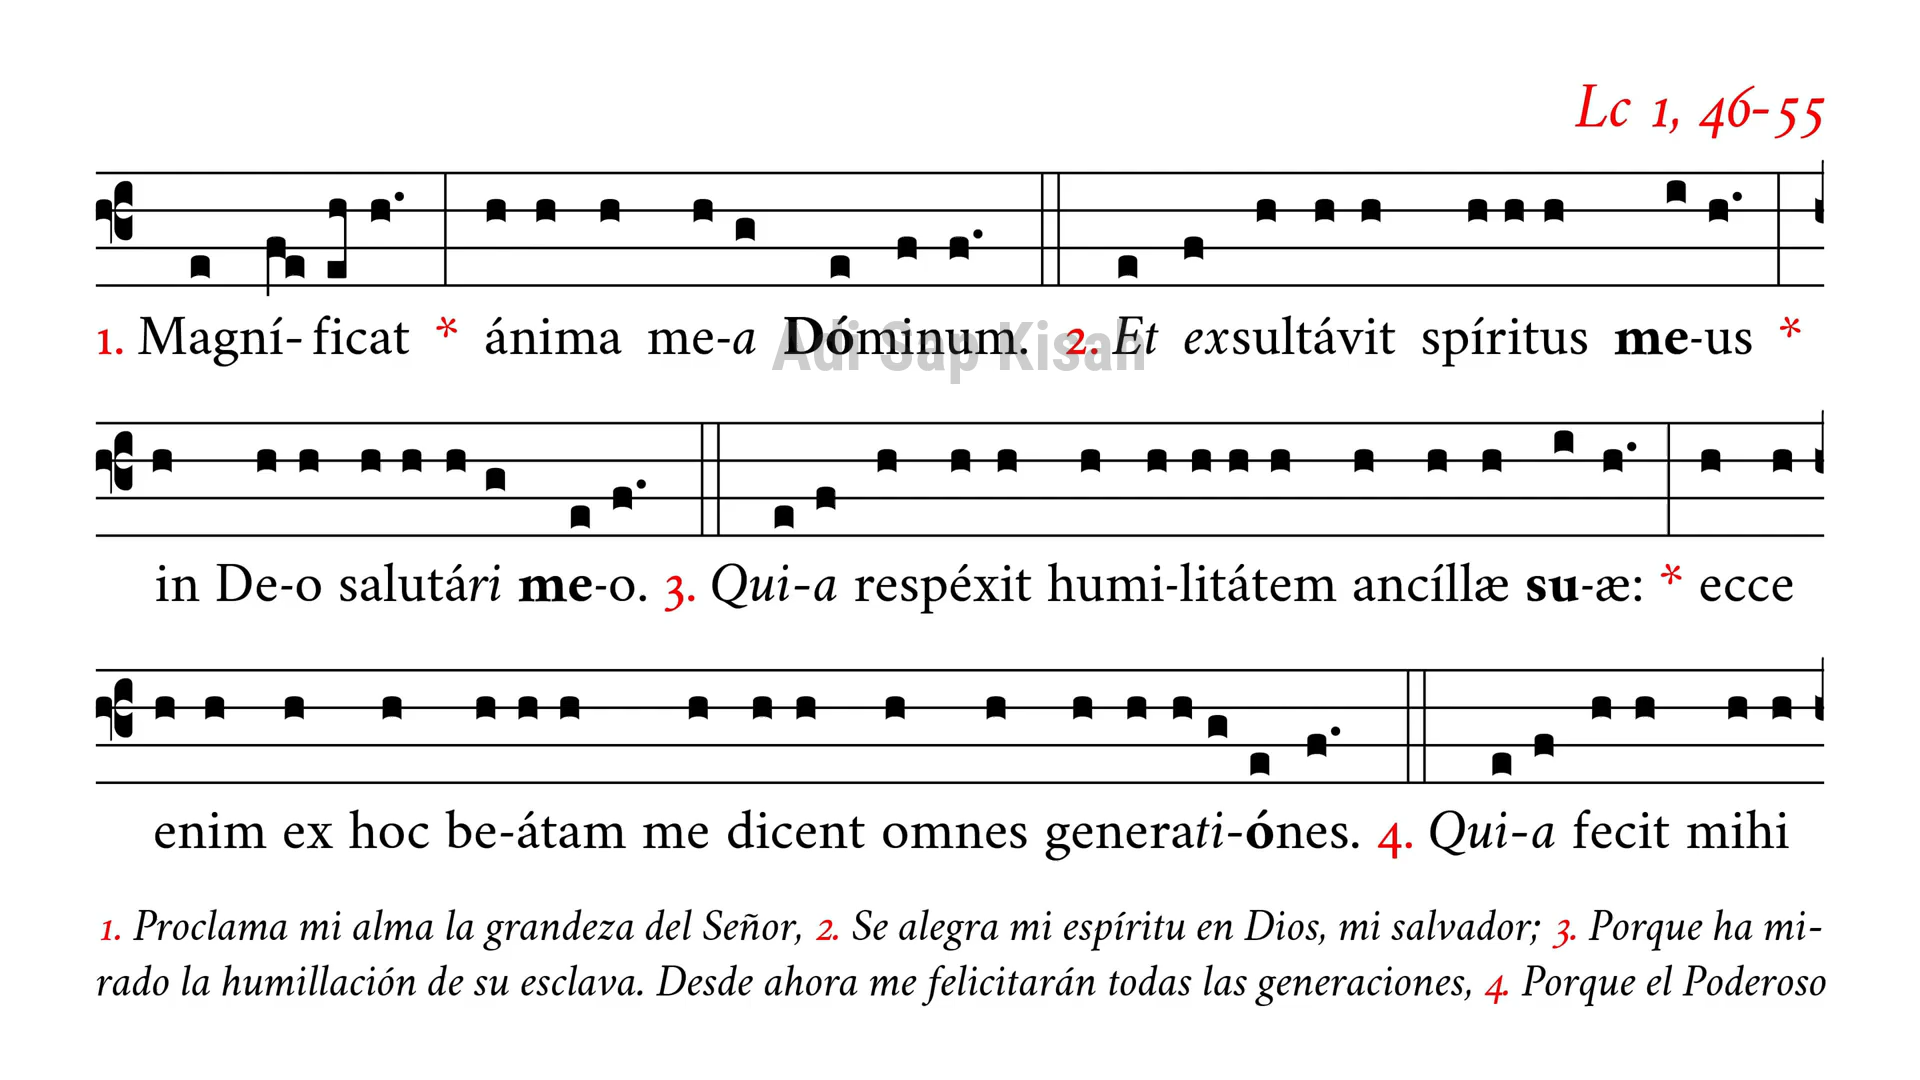 Lc 1, 46-55
1. Magní-ficat * ánima me-a Dóminum. 2. Et exsultávit spíritus me-us *
Adi Sap Kisah
in De-o salutári me-o. 3. Qui-a respéxit humi-litátem ancíllæ su-æ: * ecce
enim ex hoc be-átam me dicent omnes generati-ónes. 4. Qui-a fecit mihi
1. Proclama mi alma la grandeza del Señor, 2. Se alegra mi espíritu en Dios, mi salvador; 3. Porque ha mi-
rado la humillación de su esclava. Desde ahora me felicitarán todas las generaciones, 4. Porque el Poderoso